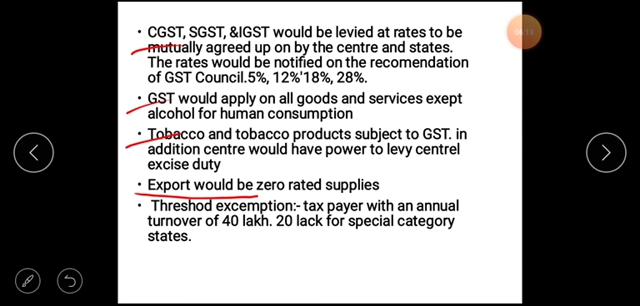 06:13
• CGST, SGST, &IGST would be levied at rates to be
mutually agreed up on by the centre and states.
The rates would be notified on the recomendation
of GST Council.5%, 12%'18%, 28%.
• GST would apply on all goods and services exept
alcohol for human consumption
• Tobacco and tobacco products subject to GST. in
addition centre would have power to levy centrel
excise duty
• Export would be zero rated supplies
• Threshod excemption:- tax payer with an annual
turnover of 40 lakh. 20 lack for special category
states.